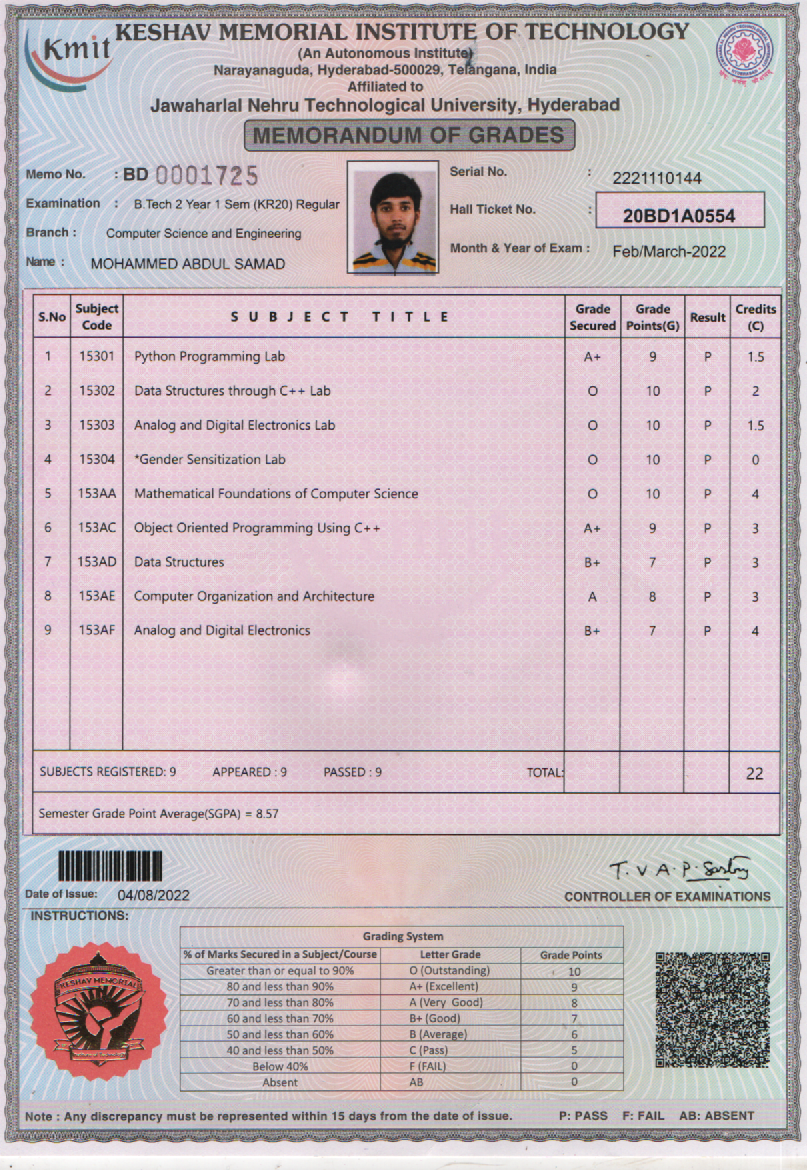 Kmit
KESHAV MEMORIAL INSTITUTE OF TECHNOLOGY
(An Autonomous Institute)
Narayanaguda, Hyderabad-500029, Telangana, India
Affiliated to
Jawaharlal Nehru Technological University, Hyderabad
MEMORANDUM OF GRADES
Memo No. : BD 0001725
Serial No. : 2221110144
Examination : B.Tech 2 Year 1 Sem (KR20) Regular
Hall Ticket No. : 20BD1A0554
Branch : Computer Science and Engineering
Month & Year of Exam : Feb/March-2022
Name : MOHAMMED ABDUL SAMAD
S.No Subject Code SUBJECT TITLE Grade Secured Grade Points(G) Result Credits (C)
1 15301 Python Programming Lab A+ 9 P 1.5
2 15302 Data Structures through C++ Lab O 10 P 2
3 15303 Analog and Digital Electronics Lab O 10 P 1.5
4 15304 *Gender Sensitization Lab O 10 P 0
5 153AA Mathematical Foundations of Computer Science O 10 P 4
6 153AC Object Oriented Programming Using C++ A+ 9 P 3
7 153AD Data Structures B+ 7 P 3
8 153AE Computer Organization and Architecture A 8 P 3
9 153AF Analog and Digital Electronics B+ 7 P 4
SUBJECTS REGISTERED: 9 APPEARED : 9 PASSED : 9 TOTAL: 22
Semester Grade Point Average(SGPA) = 8.57
T.V.A.P. Sastry
Date of Issue: 04/08/2022
CONTROLLER OF EXAMINATIONS
INSTRUCTIONS:
Grading System
% of Marks Secured in a Subject/Course Letter Grade Grade Points
Greater than or equal to 90% O (Outstanding) 10
80 and less than 90% A+ (Excellent) 9
70 and less than 80% A (Very Good) 8
60 and less than 70% B+ (Good) 7
50 and less than 60% B (Average) 6
40 and less than 50% C (Pass) 5
Below 40% F (FAIL) 0
Absent AB 0
KESHAV MEMORIAL
Note : Any discrepancy must be represented within 15 days from the date of issue. P: PASS F: FAIL AB: ABSENT